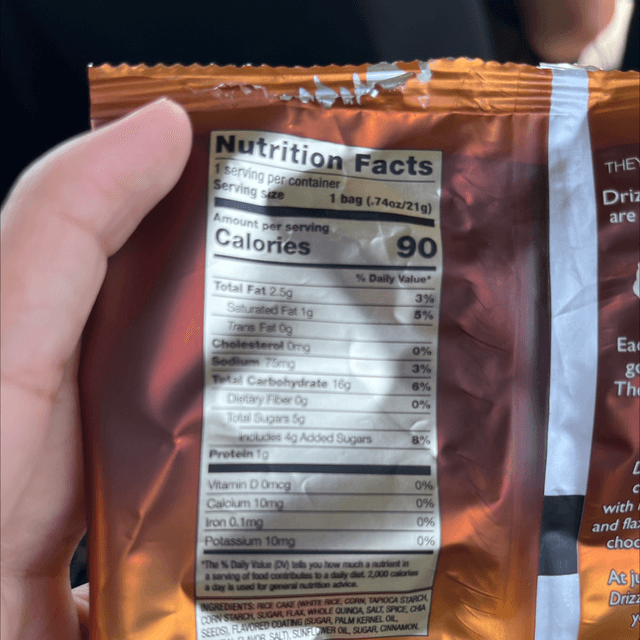 Nutrition Facts
1 serving per container
Serving size 1 bag (.74oz/21g)
Amount per serving
Calories 90
% Daily Value*
Total Fat 2.5g 3%
Saturated Fat 1g 5%
Trans Fat 0g
Cholesterol 0mg 0%
Sodium 75mg 3%
Total Carbohydrate 16g 6%
Dietary Fiber 0g 0%
Total Sugars 5g
Includes 4g Added Sugars 8%
Protein 1g
Vitamin D 0mcg 0%
Calcium 10mg 0%
Iron 0.1mg 0%
Potassium 10mg 0%
*The % Daily Value (DV) tells you how much a nutrient in
a serving of food contributes to a daily diet. 2,000 calories
a day is used for general nutrition advice.
INGREDIENTS: RICE CAKE (WHITE RICE, CORN, TAPIOCA STARCH,
CORN STARCH, SUGAR, FLAX, WHOLE QUINOA, SALT, SPICE, CHIA
SEEDS), FLAVORED COATING (SUGAR, PALM KERNEL OIL,
SALT), SUNFLOWER OIL, SUGAR, CINNAMON,
THEY
Driz
are
Eac
go
The
with
and flax
choc
At ju
Drizz